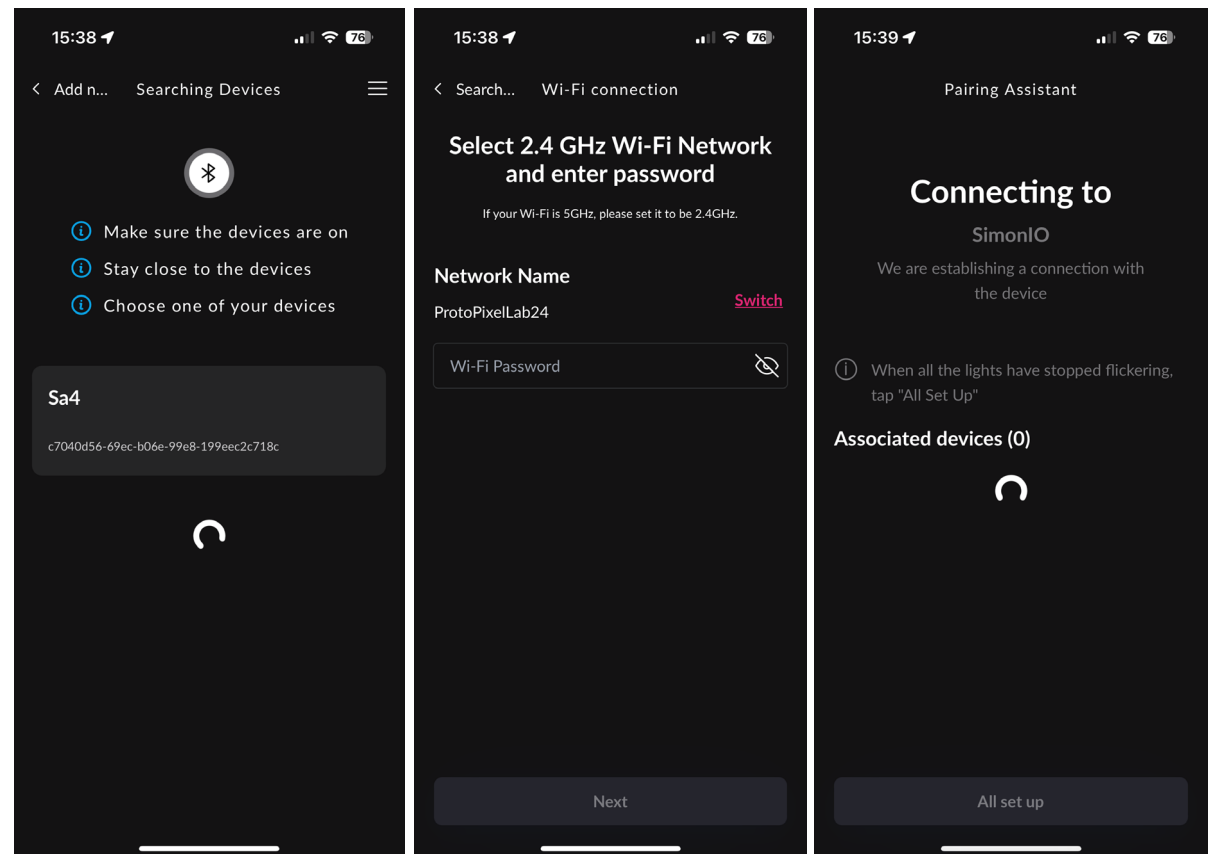 15:38
76
Add n...
Searching Devices
Make sure the devices are on
Stay close to the devices
Choose one of your devices
Sa4
c7040d56-69ec-b06e-99e8-199eec2c718c
15:38
76
Search...
Wi-Fi connection
Select 2.4 GHz Wi-Fi Network
and enter password
If your Wi-Fi is 5GHz, please set it to be 2.4GHz.
Network Name
Switch
ProtoPixelLab24
Wi-Fi Password
Next
15:39
76
Pairing Assistant
Connecting to
SimonIO
We are establishing a connection with
the device
When all the lights have stopped flickering,
tap "All Set Up"
Associated devices (0)
All set up